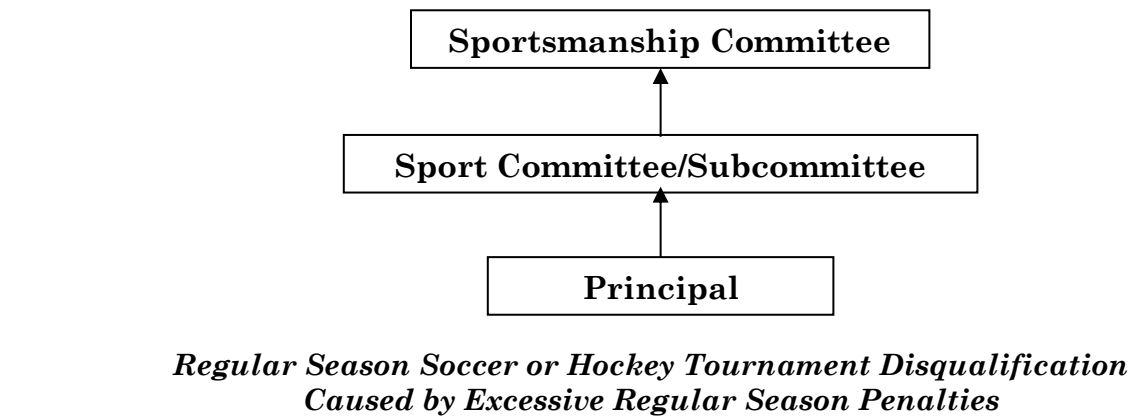 Sportsmanship Committee
Sport Committee/Subcommittee
Principal
Regular Season Soccer or Hockey Tournament Disqualification
Caused by Excessive Regular Season Penalties